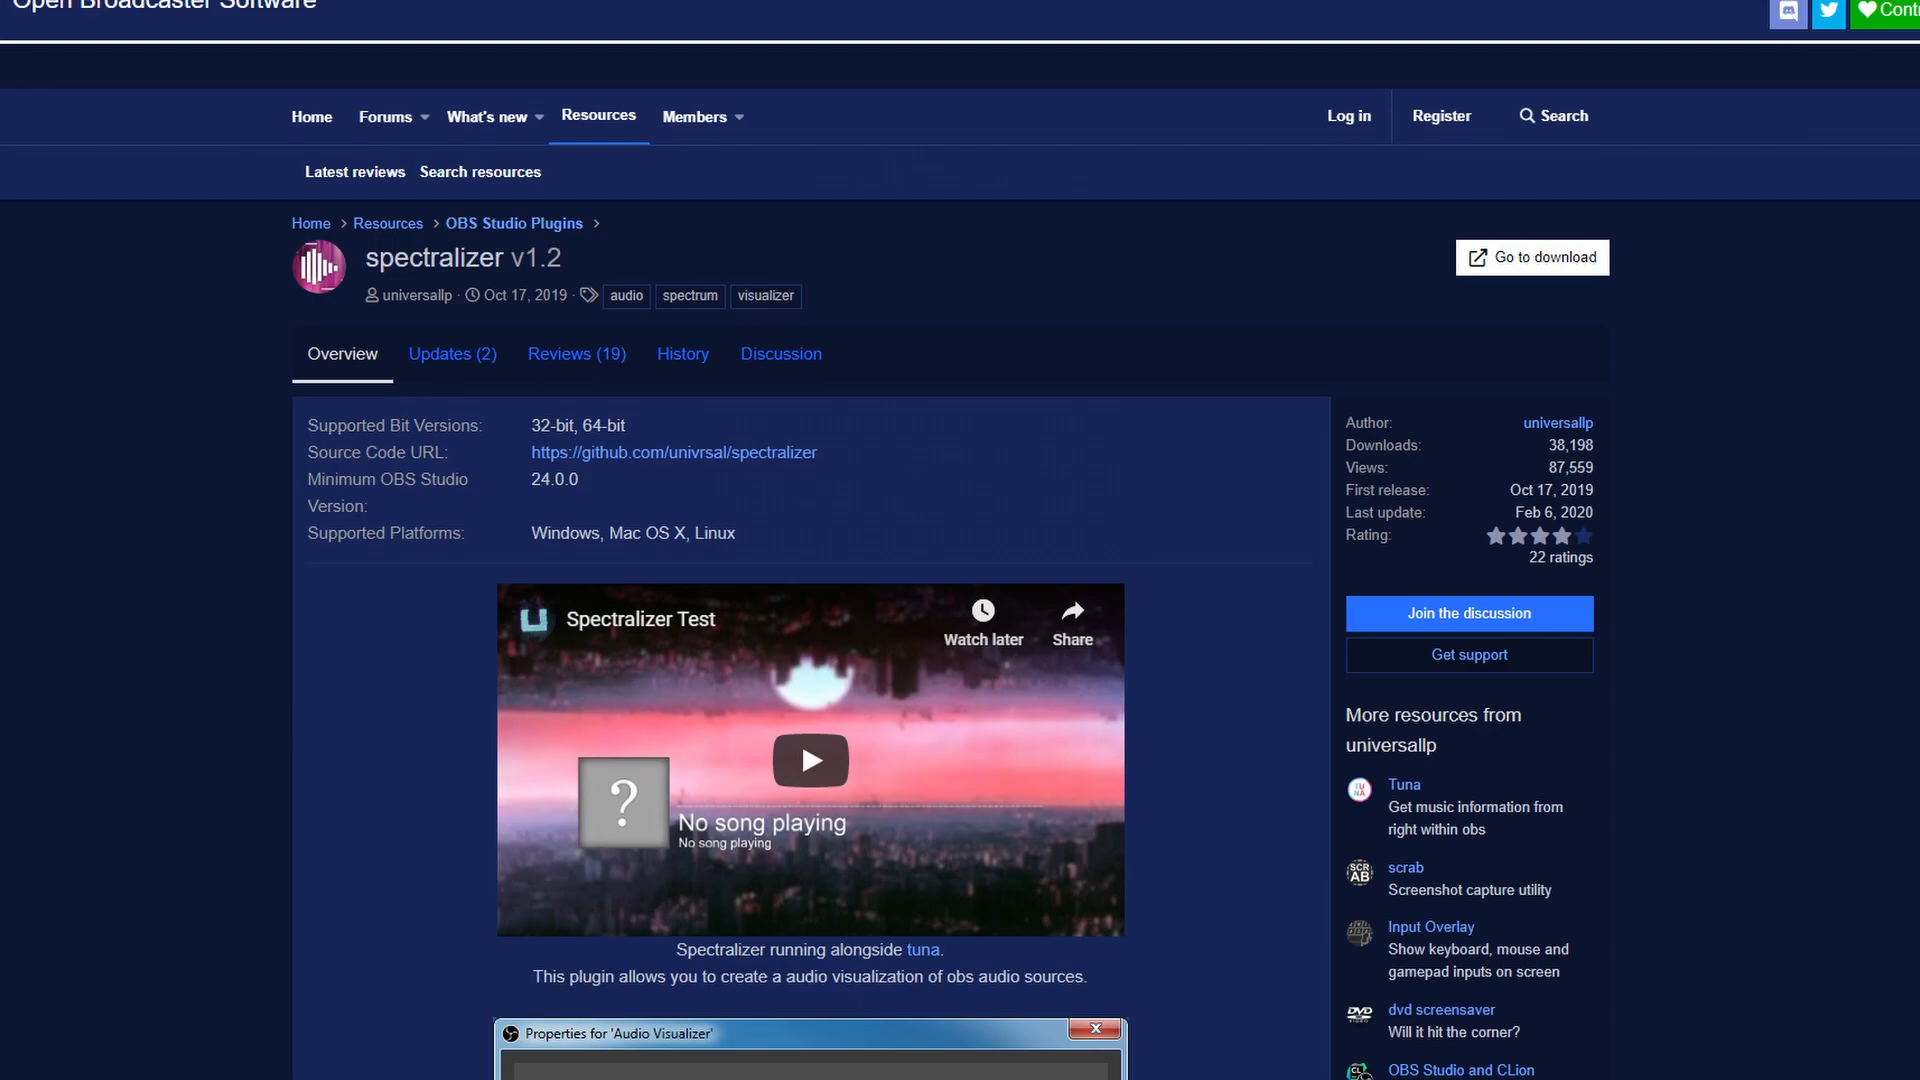 Open Broadcaster Software
Home Forums What's new Resources Members Log in Register Search
Latest reviews Search resources
Home Resources OBS Studio Plugins
spectralizer v1.2
Go to download
universallp · Oct 17, 2019 · audio spectrum visualizer
Overview Updates (2) Reviews (19) History Discussion
Supported Bit Versions: 32-bit, 64-bit
Source Code URL: https://github.com/univrsal/spectralizer
Minimum OBS Studio 24.0.0
Version:
Supported Platforms: Windows, Mac OS X, Linux
Spectralizer Test
Watch later Share
?
No song playing
No song playing
Spectralizer running alongside tuna.
This plugin allows you to create a audio visualization of obs audio sources.
Properties for 'Audio Visualizer'
Author: universallp
Downloads: 38,198
Views: 87,559
First release: Oct 17, 2019
Last update: Feb 6, 2020
Rating:
22 ratings
Join the discussion
Get support
More resources from
universallp
TU
NA
Tuna
Get music information from
right within obs
SCR
AB
scrab
Screenshot capture utility
Input Overlay
Show keyboard, mouse and
gamepad inputs on screen
DVD
dvd screensaver
Will it hit the corner?
CL
OBS Studio and CLion